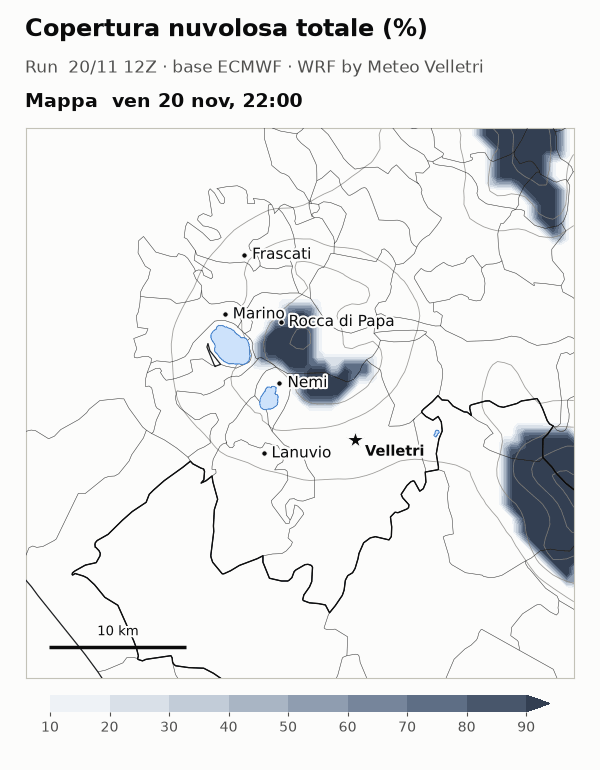 Copertura nuvolosa totale (%)
Run  20/11 12Z · base ECMWF · WRF by Meteo Velletri
Mappa  ven 20 nov, 22:00
Frascati
Marino
Rocca di Papa
Nemi
Velletri
Lanuvio
10 km
10 20 30 40 50 60 70 80 90